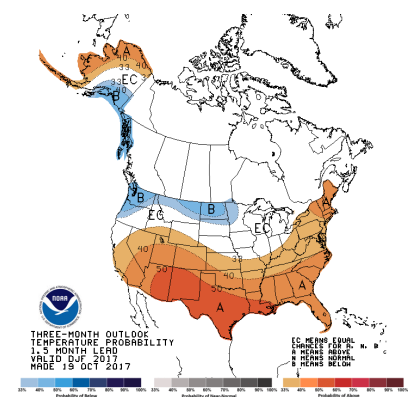 A
40
40
33
33
EC
33
40
B
B
B
EC
EC
A
40
50
50
40
A
A
NOAA
THREE-MONTH OUTLOOK
TEMPERATURE PROBABILITY
1.5 MONTH LEAD
VALID DJF 2017
MADE 19 OCT 2017
EC MEANS EQUAL
CHANCES FOR A, N, B
A MEANS ABOVE
N MEANS NORMAL
B MEANS BELOW
33% 40% 50% 60% 70% 80% 90% 100%
Probability of Below
33% 40% 50% 60% 70% 80% 90% 100%
Probability of Near-Normal
33% 40% 50% 60% 70% 80% 90% 100%
Probability of Above